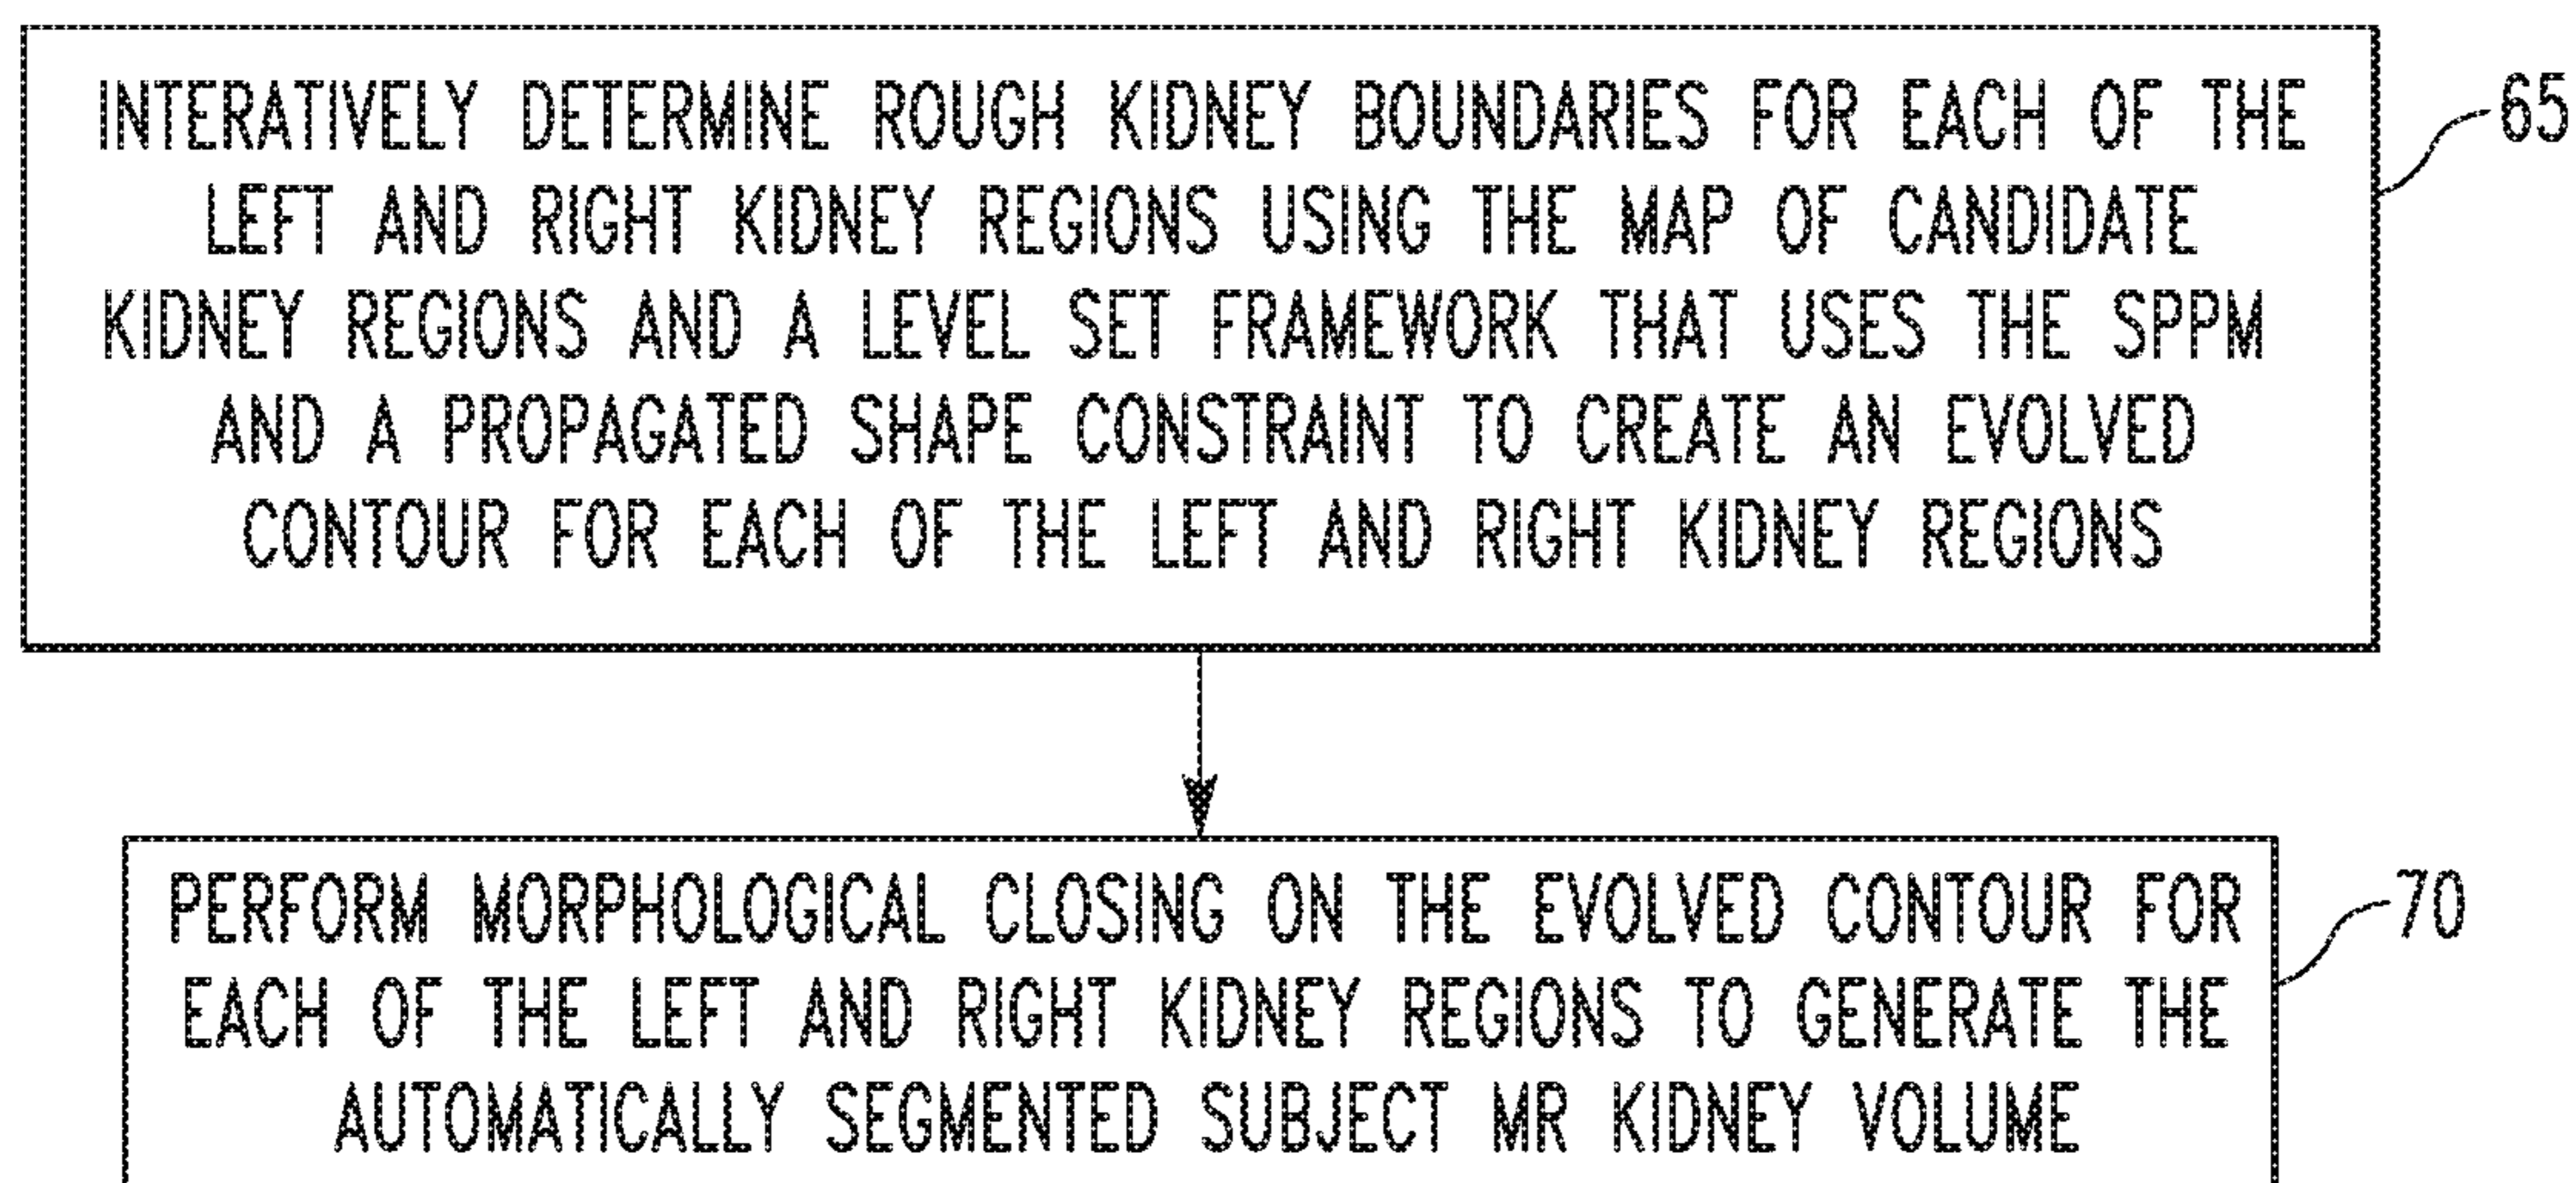 INTERATIVELY DETERMINE ROUGH KIDNEY BOUNDARIES FOR EACH OF THE
LEFT AND RIGHT KIDNEY REGIONS USING THE MAP OF CANDIDATE
KIDNEY REGIONS AND A LEVEL SET FRAMEWORK THAT USES THE SPPM
AND A PROPAGATED SHAPE CONSTRAINT TO CREATE AN EVOLVED
CONTOUR FOR EACH OF THE LEFT AND RIGHT KIDNEY REGIONS
65
PERFORM MORPHOLOGICAL CLOSING ON THE EVOLVED CONTOUR FOR
EACH OF THE LEFT AND RIGHT KIDNEY REGIONS TO GENERATE THE
AUTOMATICALLY SEGMENTED SUBJECT MR KIDNEY VOLUME
70